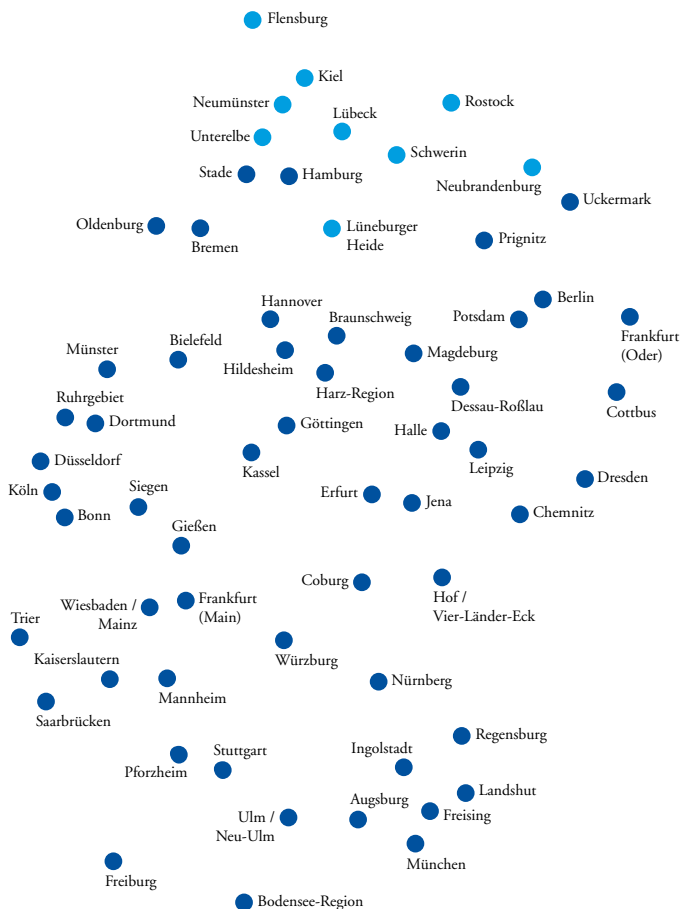 Flensburg
Kiel
Neumünster
Rostock
Lübeck
Unterelbe
Schwerin
Stade
Hamburg
Neubrandenburg
Uckermark
Oldenburg
Bremen
Lüneburger
Heide
Prignitz
Hannover
Berlin
Braunschweig
Potsdam
Frankfurt
(Oder)
Bielefeld
Münster
Hildesheim
Magdeburg
Harz-Region
Ruhrgebiet
Dortmund
Dessau-Roßlau
Cottbus
Göttingen
Halle
Düsseldorf
Kassel
Leipzig
Dresden
Köln
Siegen
Erfurt
Jena
Bonn
Chemnitz
Gießen
Coburg
Hof /
Vier-Länder-Eck
Wiesbaden /
Mainz
Frankfurt
(Main)
Trier
Würzburg
Kaiserslautern
Mannheim
Nürnberg
Saarbrücken
Regensburg
Stuttgart
Ingolstadt
Pforzheim
Landshut
Augsburg
Freising
Ulm /
Neu-Ulm
München
Freiburg
Bodensee-Region